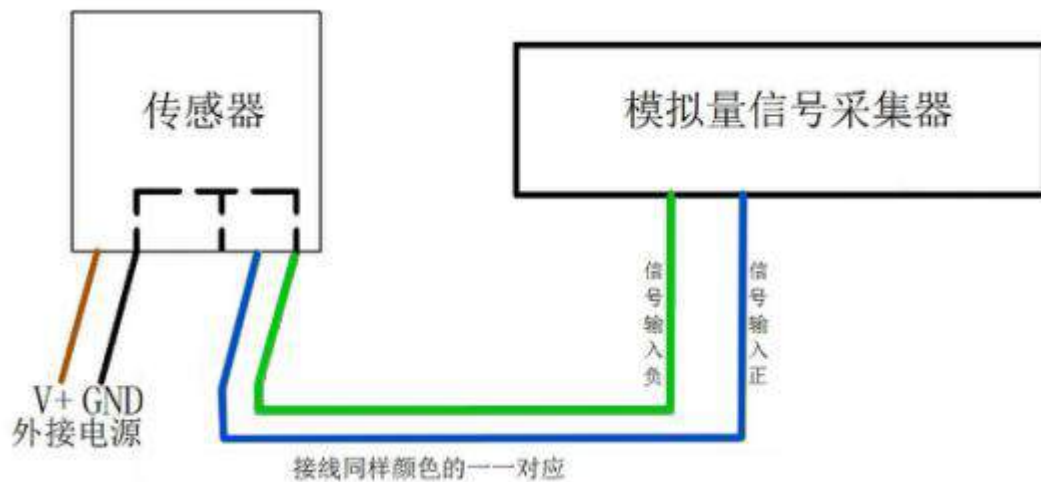 传感器
模拟量信号采集器
信号输入负
信号输入正
V+ GND
外接电源
接线同样颜色的一一对应